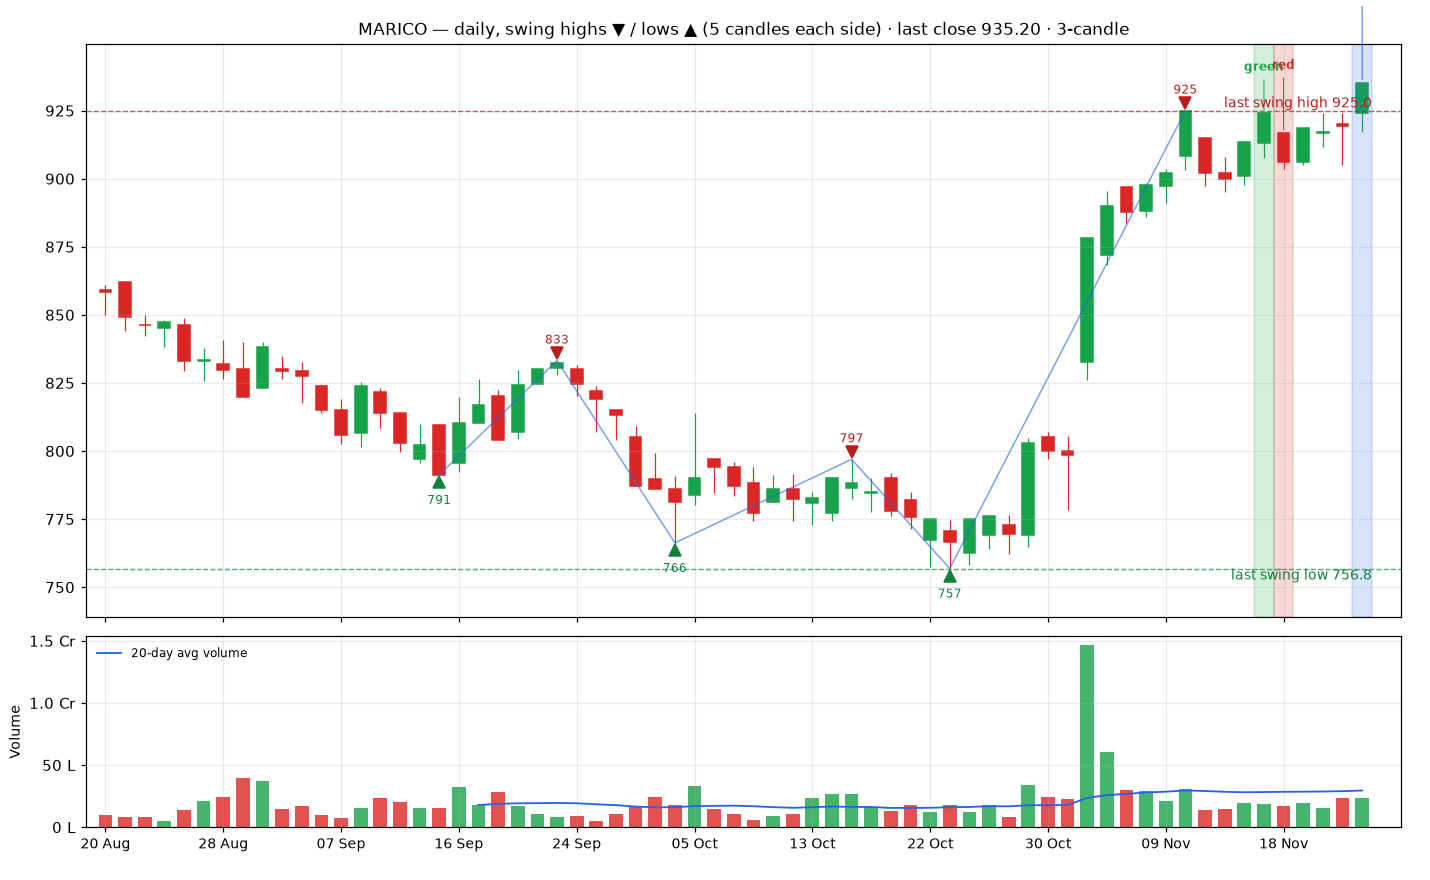 MARICO — daily, swing highs ▼ / lows ▲ (5 candles each side) · last close 935.20 · 3-candle
green
red
925
last swing high 925.0
925
900
875
850
833
825
800
797
791
775
766
757
last swing low 756.8
750
1.5 Cr
20-day avg volume
1.0 Cr
Volume
50 L
0 L
20 Aug
28 Aug
07 Sep
16 Sep
24 Sep
05 Oct
13 Oct
22 Oct
30 Oct
09 Nov
18 Nov